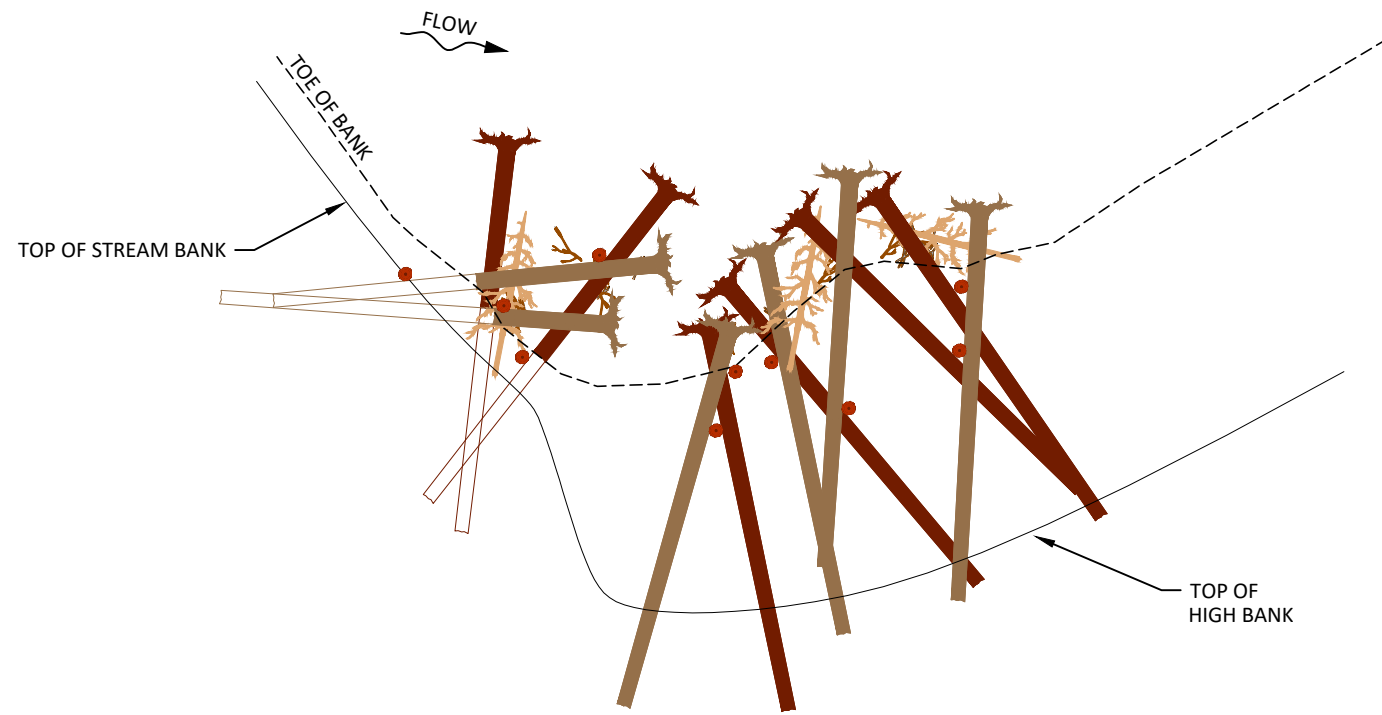 FLOW
TOE OF BANK
TOP OF STREAM BANK
TOP OF
HIGH BANK